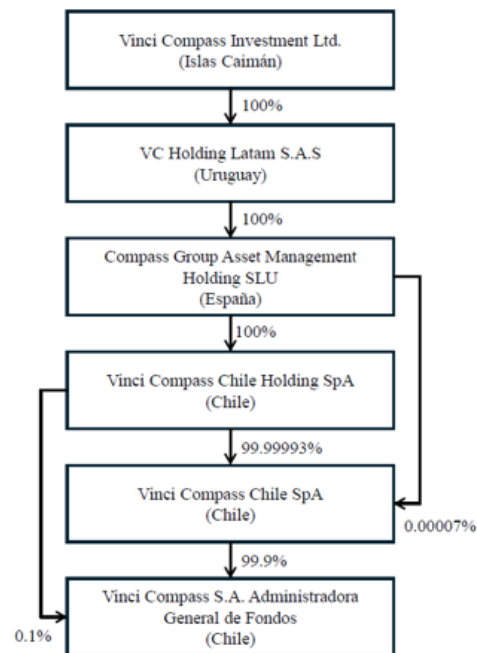 Vinci Compass Investment Ltd.
(Islas Caimán)
100%
VC Holding Latam S.A.S
(Uruguay)
100%
Compass Group Asset Management
Holding SLU
(España)
100%
Vinci Compass Chile Holding SpA
(Chile)
99.99993%
Vinci Compass Chile SpA
(Chile)
0.00007%
99.9%
Vinci Compass S.A. Administradora
General de Fondos
(Chile)
0.1%